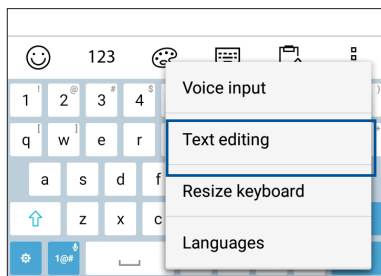 123
1 ! 2 @ 3 # 4 $ )
Voice input
q [ w ] e r +
Text editing
a s d f
Resize keyboard
z x c
Languages
1@#